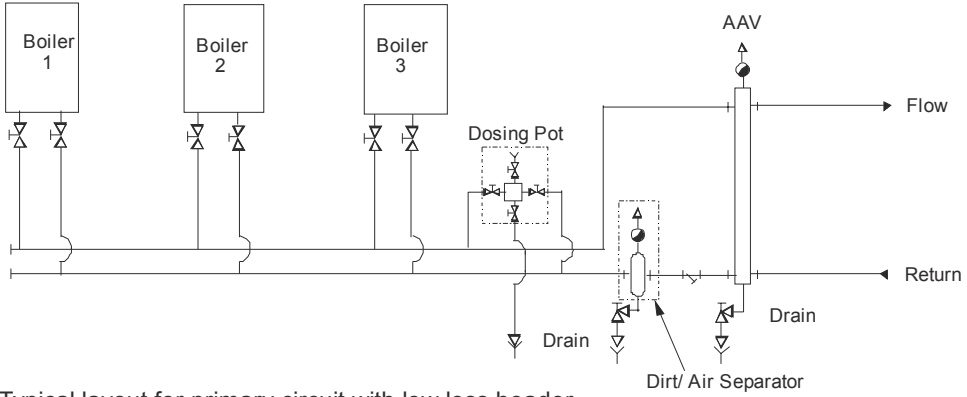 Boiler
1
Boiler
2
Boiler
3
AAV
Dosing Pot
Flow
Return
Drain
Drain
Dirt/ Air Separator
Typical layout for primary circuit with low loss header